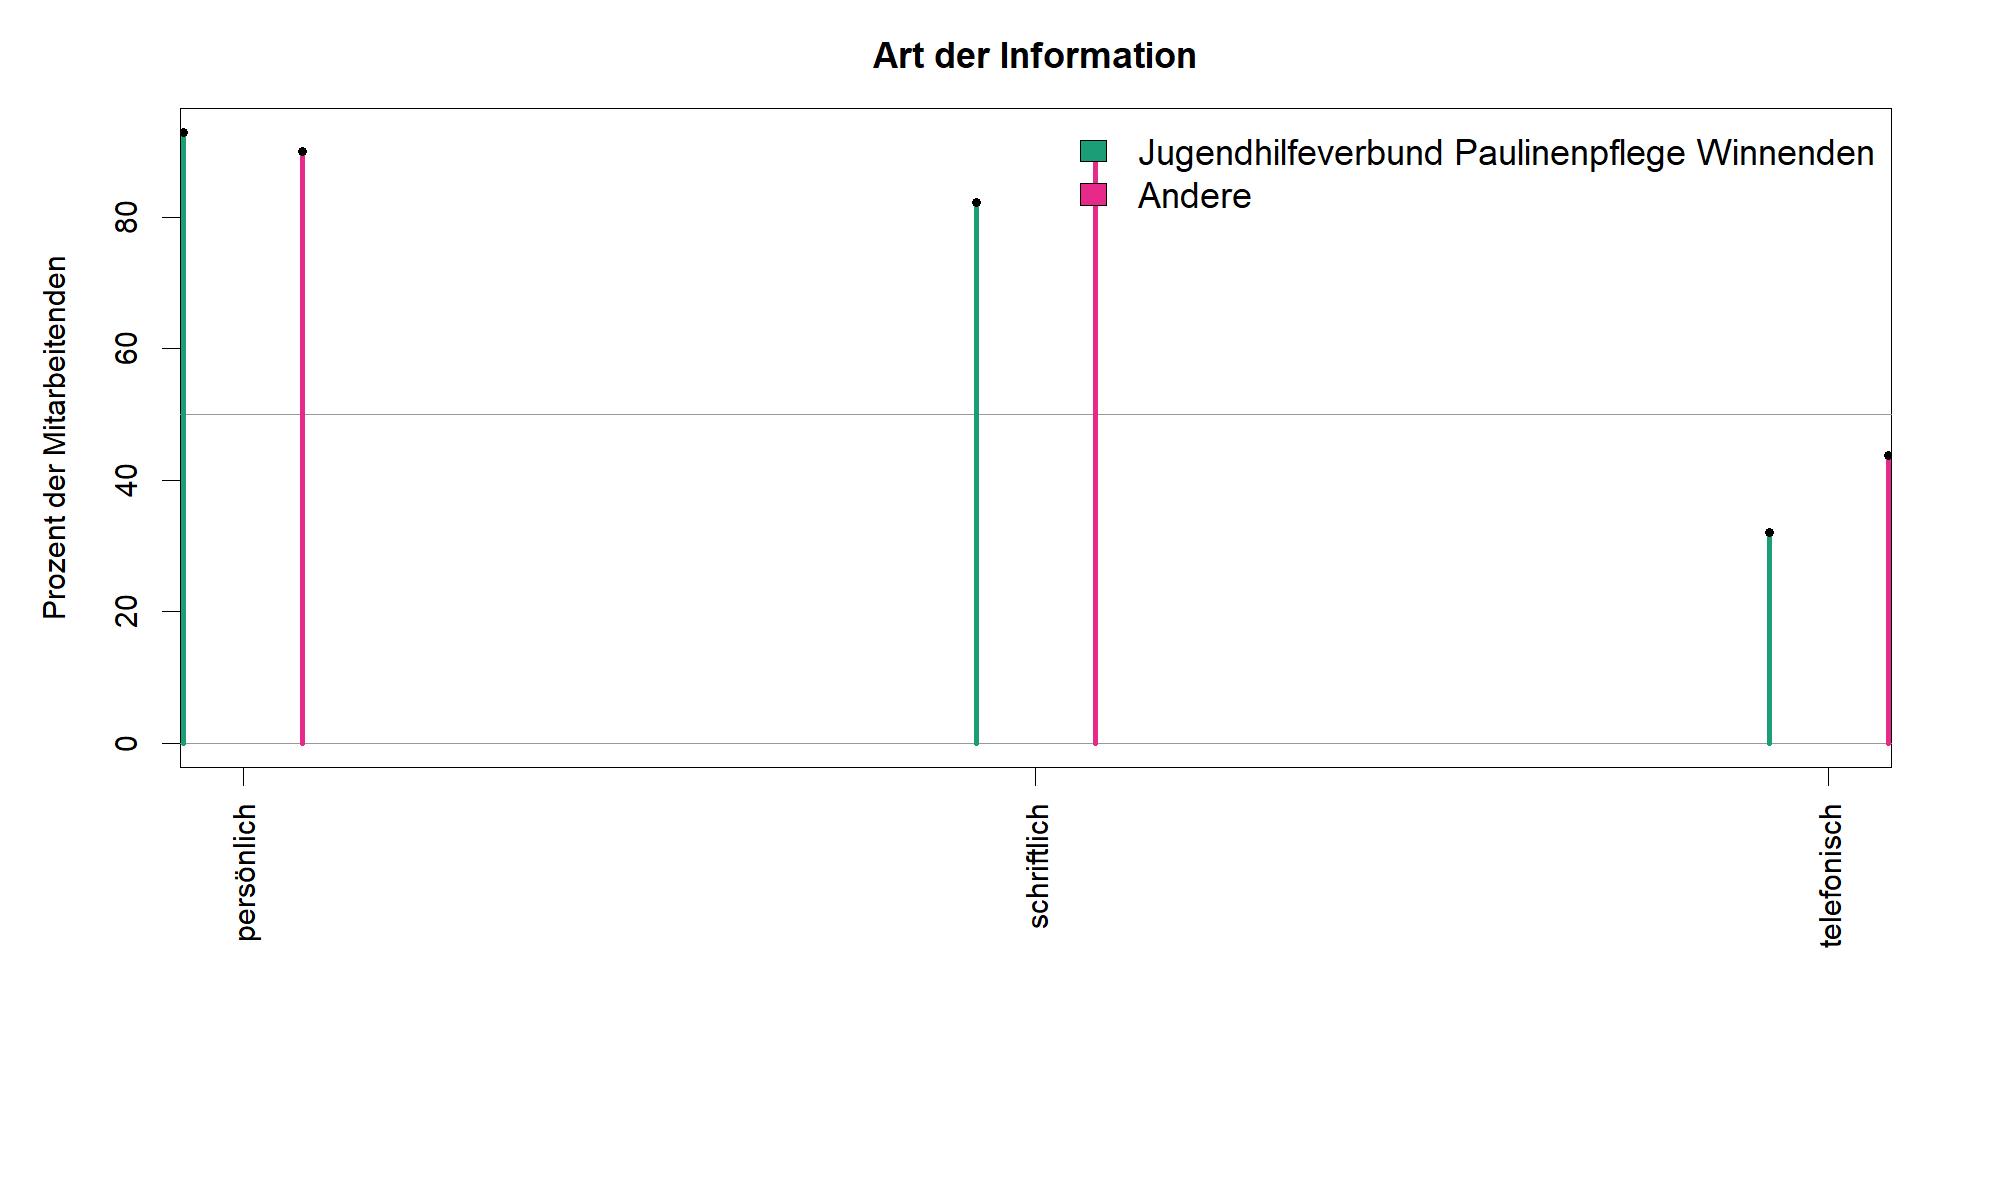 Art der Information
Jugendhilfeverbund Paulinenpflege Winnenden
Andere
Prozent der Mitarbeitenden
80
60
40
20
0
persönlich
schriftlich
telefonisch